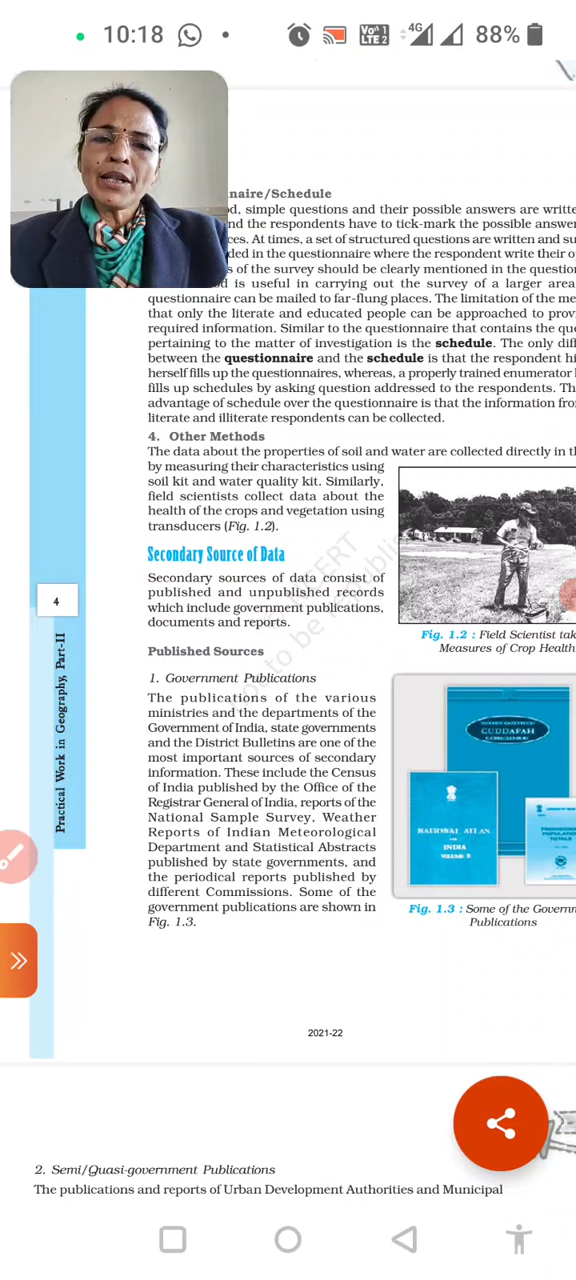 10:18
Vo 1
LTE 2
4G
88%
naire/Schedule
d, simple questions and their possible answers are writte
nd the respondents have to tick-mark the possible answer
ces. At times, a set of structured questions are written and su
ded in the questionnaire where the respondent write their o
s of the survey should be clearly mentioned in the question
d is useful in carrying out the survey of a larger area
questionnaire can be mailed to far-flung places. The limitation of the me
that only the literate and educated people can be approached to provi
required information. Similar to the questionnaire that contains the que
pertaining to the matter of investigation is the schedule. The only diff
between the questionnaire and the schedule is that the respondent hi
herself fills up the questionnaires, whereas, a properly trained enumerator
fills up schedules by asking question addressed to the respondents. Th
advantage of schedule over the questionnaire is that the information fro
literate and illiterate respondents can be collected.
4. Other Methods
The data about the properties of soil and water are collected directly in th
by measuring their characteristics using
soil kit and water quality kit. Similarly,
field scientists collect data about the
health of the crops and vegetation using
transducers (Fig. 1.2).
Fig. 1.2 : Field Scientist tak
Measures of Crop Health
Secondary Source of Data
Secondary sources of data consist of
published and unpublished records
which include government publications,
documents and reports.
Published Sources
1. Government Publications
The publications of the various
ministries and the departments of the
Government of India, state governments
and the District Bulletins are one of the
most important sources of secondary
information. These include the Census
of India published by the Office of the
Registrar General of India, reports of the
National Sample Survey, Weather
Reports of Indian Meteorological
Department and Statistical Abstracts
published by state governments, and
the periodical reports published by
different Commissions. Some of the
government publications are shown in
Fig. 1.3.
CUDDAPAH
NATIONAL ATLAS
INDIA
VOLUME II
PROVISIONAL
POPULATION
TOTALS
Fig. 1.3 : Some of the Governm
Publications
4
Practical Work in Geography, Part-II
not to be republis
2021-22
2. Semi/Quasi-government Publications
The publications and reports of Urban Development Authorities and Municipal